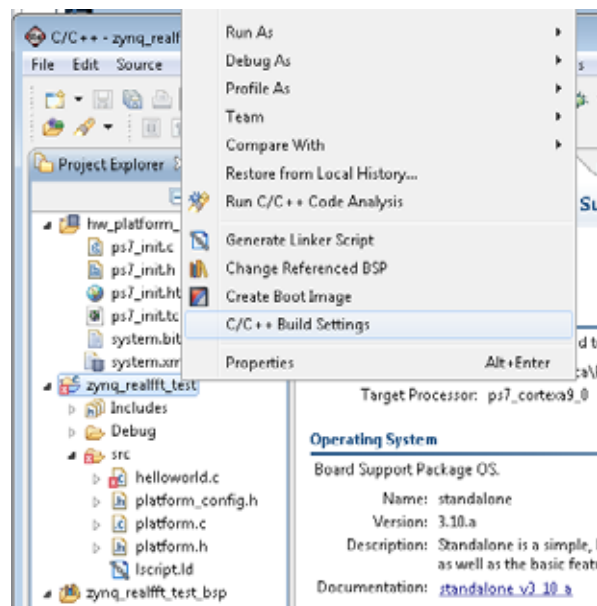 C/C++ - zynq_realf
File Edit Source
Run As
Debug As
Profile As
Team
Compare With
Restore from Local History...
Run C/C++ Code Analysis
Generate Linker Script
Change Referenced BSP
Create Boot Image
C/C++ Build Settings
Properties Alt+Enter
Project Explorer
hw_platform_
ps7_init.c
ps7_init.h
ps7_init.ht
ps7_init.tc
system.bit
system.xm
zynq_realfft_test
Includes
Debug
src
helloworld.c
platform_config.h
platform.c
platform.h
lscript.ld
zynq_realfft_test_bsp
s
Su
d t
:a\
Target Processor: ps7_cortexa9_0
Operating System
Board Support Package OS.
Name: standalone
Version: 3.10.a
Description: Standalone is a simple,
as well as the basic featu
Documentation: standalone_v3_10_a